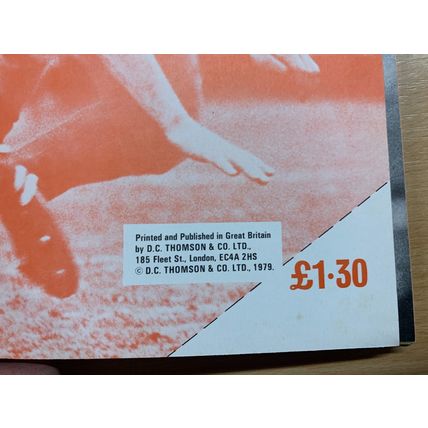 Printed and Published in Great Britain
by D.C. THOMSON & CO. LTD.,
185 Fleet St., London, EC4A 2HS
© D.C. THOMSON & CO. LTD., 1979.
£1·30